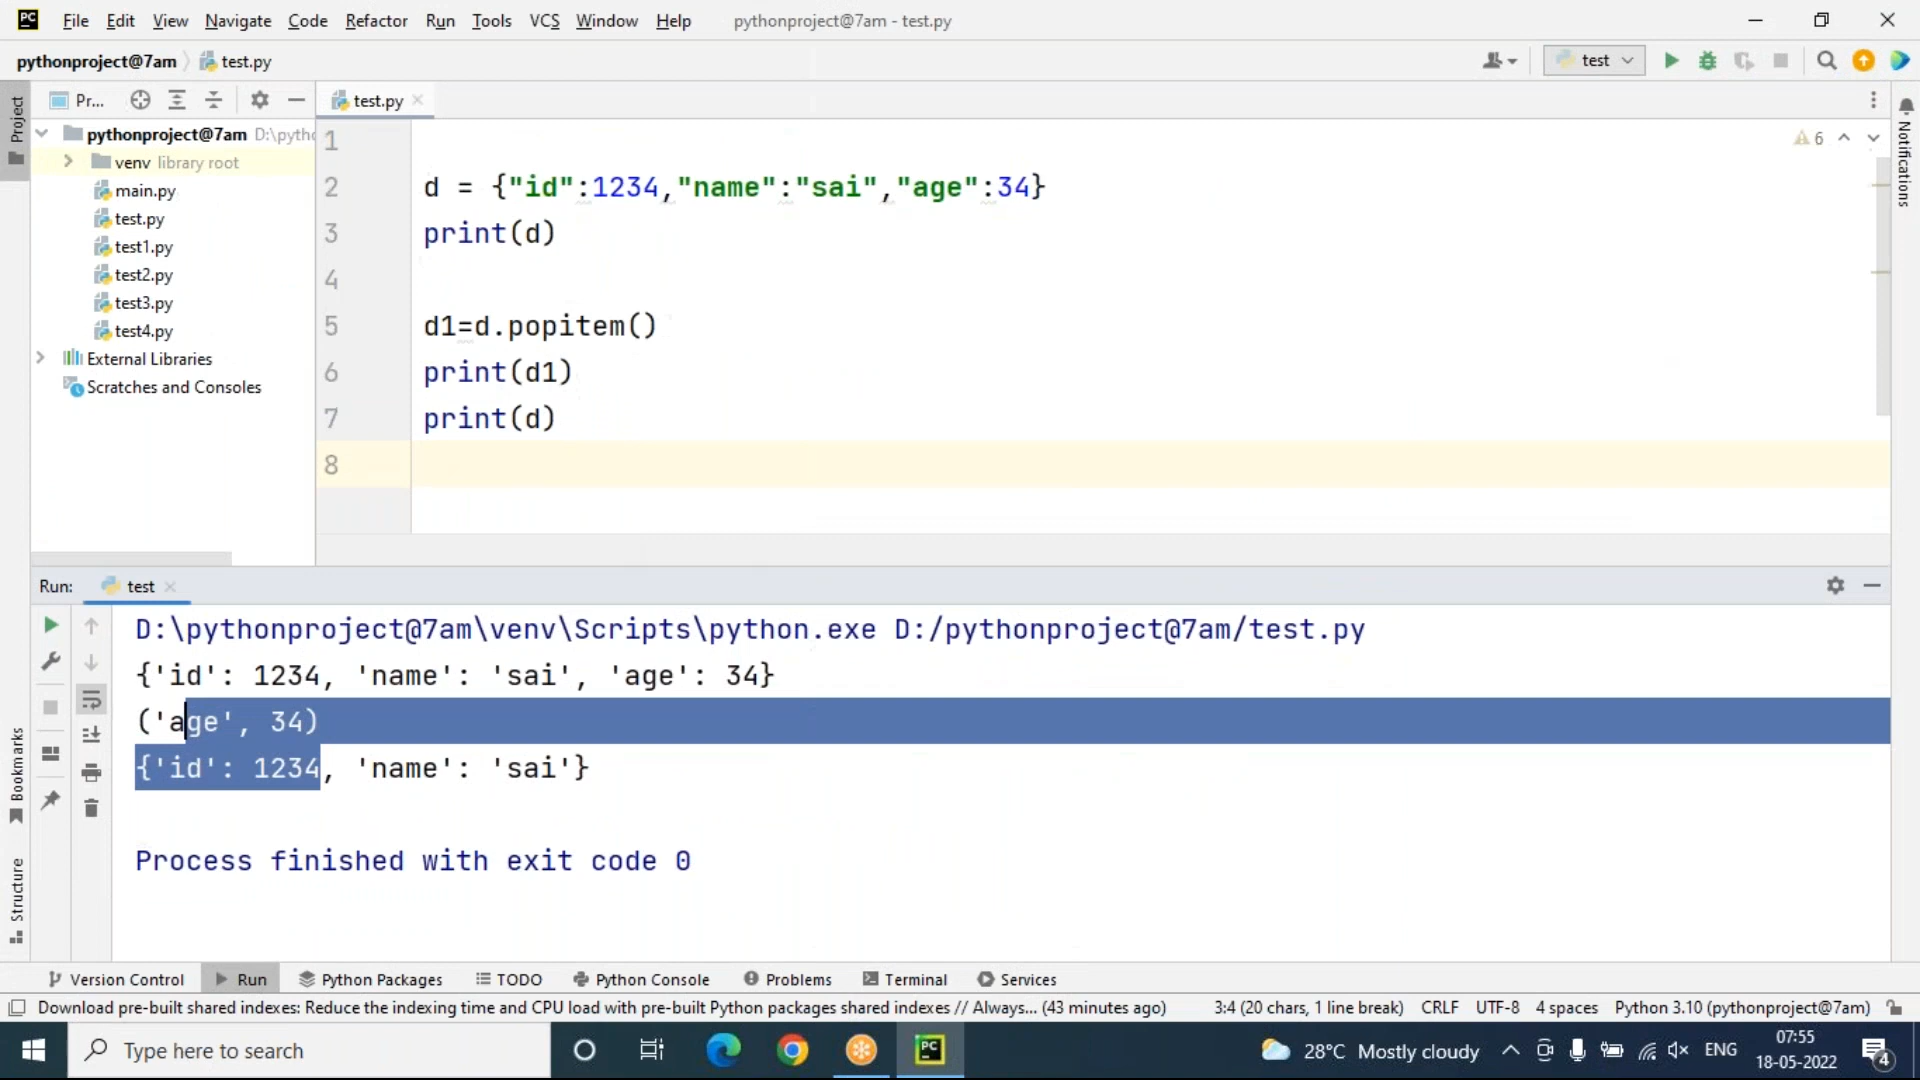 PC File Edit View Navigate Code Refactor Run Tools VCS Window Help pythonproject@7am - test.py
pythonproject@7am test.py test
Project
Pr...
test.py
pythonproject@7am D:\pytho
venv library root
main.py
test.py
test1.py
test2.py
test3.py
test4.py
External Libraries
Scratches and Consoles
1
2 d = {"id":1234,"name":"sai","age":34}
3 print(d)
4
5 d1=d.popitem()
6 print(d1)
7 print(d)
8
6
Notifications
Run: test
D:\pythonproject@7am\venv\Scripts\python.exe D:/pythonproject@7am/test.py
{'id': 1234, 'name': 'sai', 'age': 34}
('age', 34)
{'id': 1234, 'name': 'sai'}
Process finished with exit code 0
Bookmarks
Structure
Version Control Run Python Packages TODO Python Console Problems Terminal Services
Download pre-built shared indexes: Reduce the indexing time and CPU load with pre-built Python packages shared indexes // Always... (43 minutes ago) 3:4 (20 chars, 1 line break) CRLF UTF-8 4 spaces Python 3.10 (pythonproject@7am)
Type here to search PC 28°C Mostly cloudy ENG 07:55
18-05-2022 4